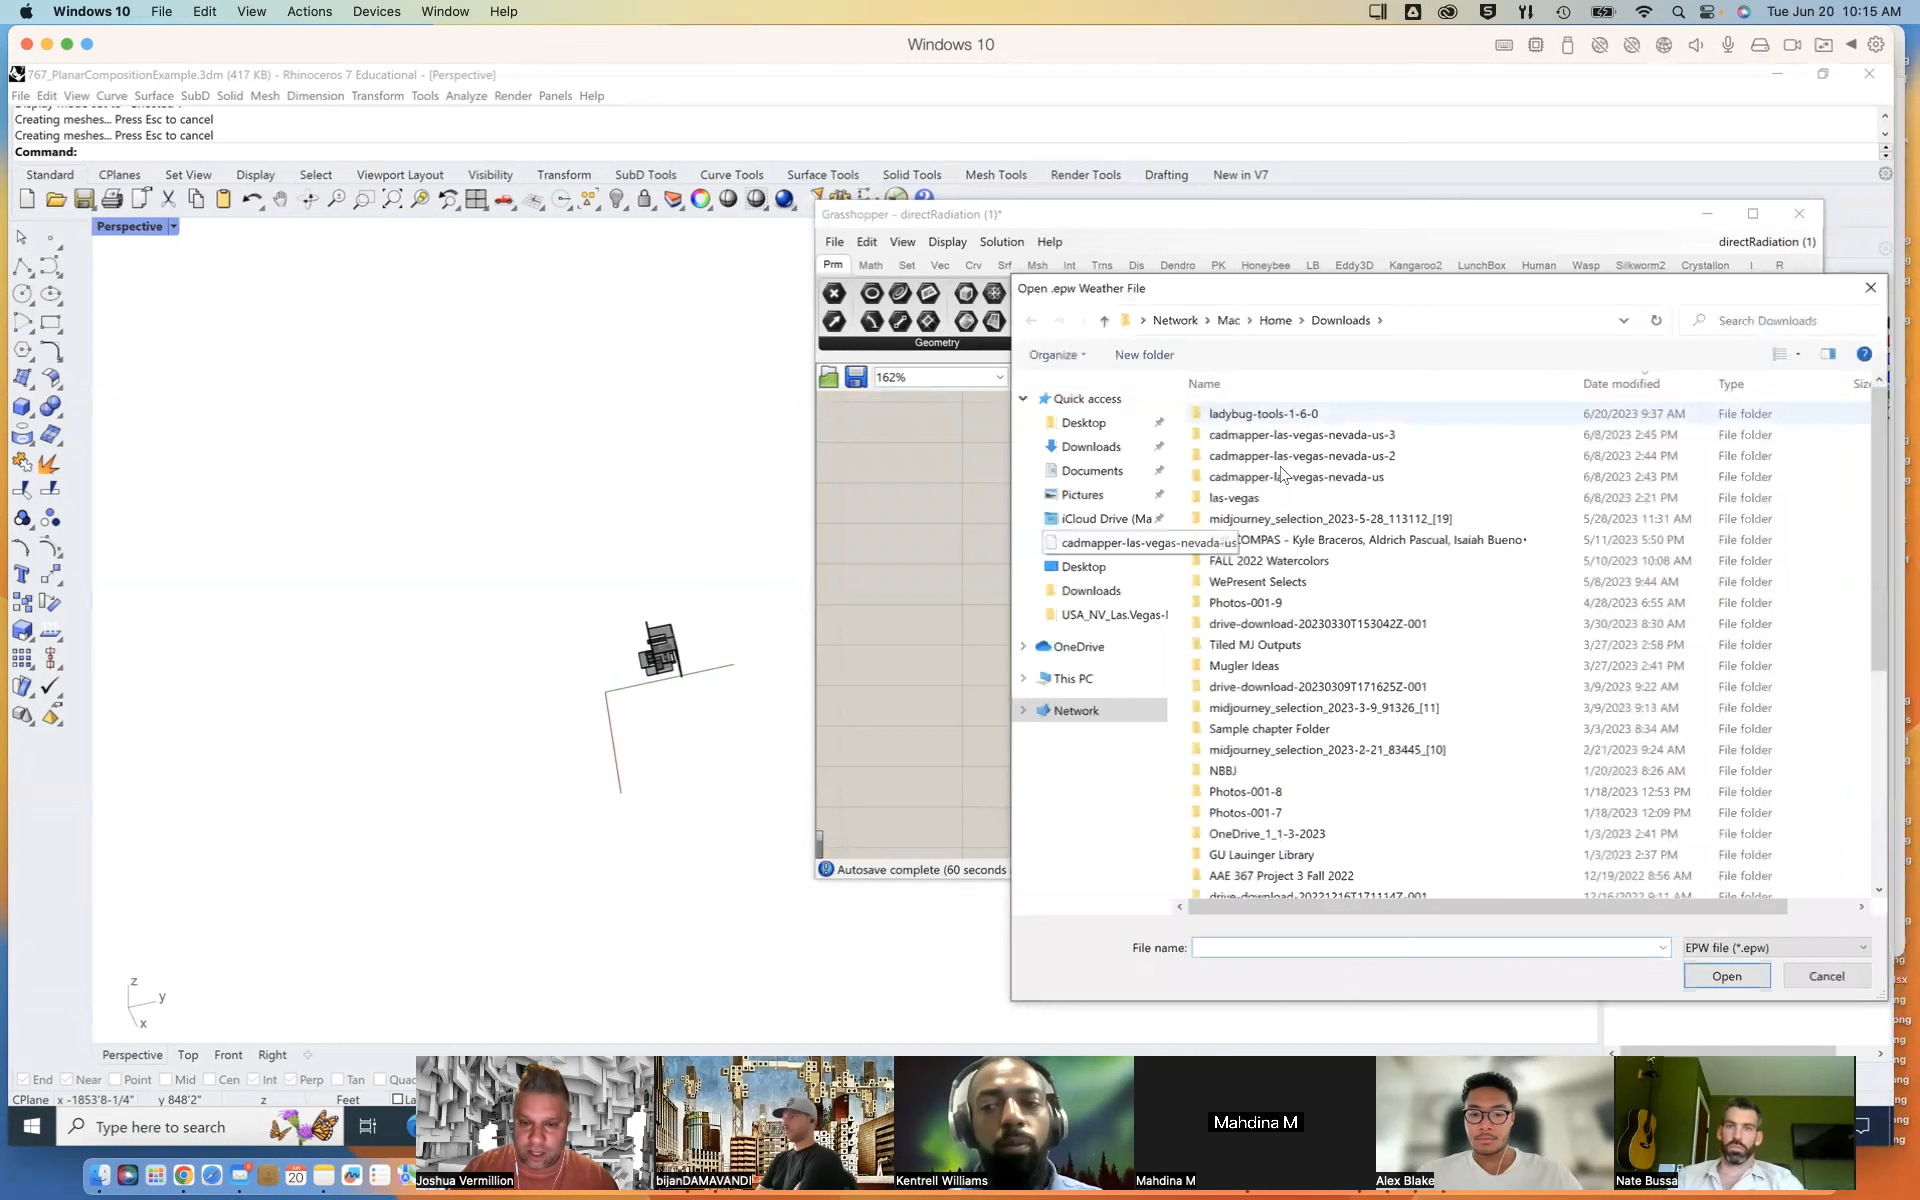 Windows 10 File Edit View Actions Devices Window Help
Tue Jun 20 10:15 AM
Windows 10
767_PlanarCompositionExample.3dm (417 KB) - Rhinoceros 7 Educational - [Perspective]
File Edit View Curve Surface SubD Solid Mesh Dimension Transform Tools Analyze Render Panels Help
Creating meshes... Press Esc to cancel
Creating meshes... Press Esc to cancel
Command:
Standard CPlanes Set View Display Select Viewport Layout Visibility Transform SubD Tools Curve Tools Surface Tools Solid Tools Mesh Tools Render Tools Drafting New in V7
Perspective
Grasshopper - directRadiation (1)*
File Edit View Display Solution Help
directRadiation (1)
Prm Math Set Vec Crv Srf Msh Int Trns Dis Dendro PK Honeybee LB Eddy3D Kangaroo2 LunchBox Human Wasp Silkworm2 Crystallon I R
Geometry
162%
Autosave complete (60 seconds
Open .epw Weather File
Network Mac Home Downloads
Search Downloads
Organize New folder
Name Date modified Type Siz
Quick access
Desktop
Downloads
Documents
Pictures
iCloud Drive (Ma
cadmapper-las-vegas-nevada-us
Desktop
Downloads
USA_NV_Las.Vegas-
OneDrive
This PC
Network
ladybug-tools-1-6-0 6/20/2023 9:37 AM File folder
cadmapper-las-vegas-nevada-us-3 6/8/2023 2:45 PM File folder
cadmapper-las-vegas-nevada-us-2 6/8/2023 2:44 PM File folder
cadmapper-las-vegas-nevada-us 6/8/2023 2:43 PM File folder
las-vegas 6/8/2023 2:21 PM File folder
midjourney_selection_2023-5-28_113112_[19] 5/28/2023 11:31 AM File folder
COMPAS - Kyle Braceros, Aldrich Pascual, Isaiah Bueno 5/11/2023 5:50 PM File folder
FALL 2022 Watercolors 5/10/2023 10:08 AM File folder
WePresent Selects 5/8/2023 9:44 AM File folder
Photos-001-9 4/28/2023 6:55 AM File folder
drive-download-20230330T153042Z-001 3/30/2023 8:30 AM File folder
Tiled MJ Outputs 3/27/2023 2:58 PM File folder
Mugler Ideas 3/27/2023 2:41 PM File folder
drive-download-20230309T171625Z-001 3/9/2023 9:22 AM File folder
midjourney_selection_2023-3-9_91326_[11] 3/9/2023 9:13 AM File folder
Sample chapter Folder 3/3/2023 8:34 AM File folder
midjourney_selection_2023-2-21_83445_[10] 2/21/2023 9:24 AM File folder
NBBJ 1/20/2023 8:26 AM File folder
Photos-001-8 1/18/2023 12:53 PM File folder
Photos-001-7 1/18/2023 12:09 PM File folder
OneDrive_1_1-3-2023 1/3/2023 2:41 PM File folder
GU Lauinger Library 1/3/2023 2:37 PM File folder
AAE 367 Project 3 Fall 2022 12/19/2022 8:56 AM File folder
drive-download-20221216T171114Z-001 12/16/2022 9:11 AM File folder
File name: EPW file (*.epw)
Open Cancel
z
y
x
Perspective Top Front Right
End Near Point Mid Cen Int Perp Tan Quad
CPlane x -1853'8-1/4" y 848'2" z Feet La
Type here to search
20
Mahdina M
Joshua Vermillion
bijanDAMAVANDI
Kentrell Williams
Mahdina M
Alex Blake
Nate Bussa